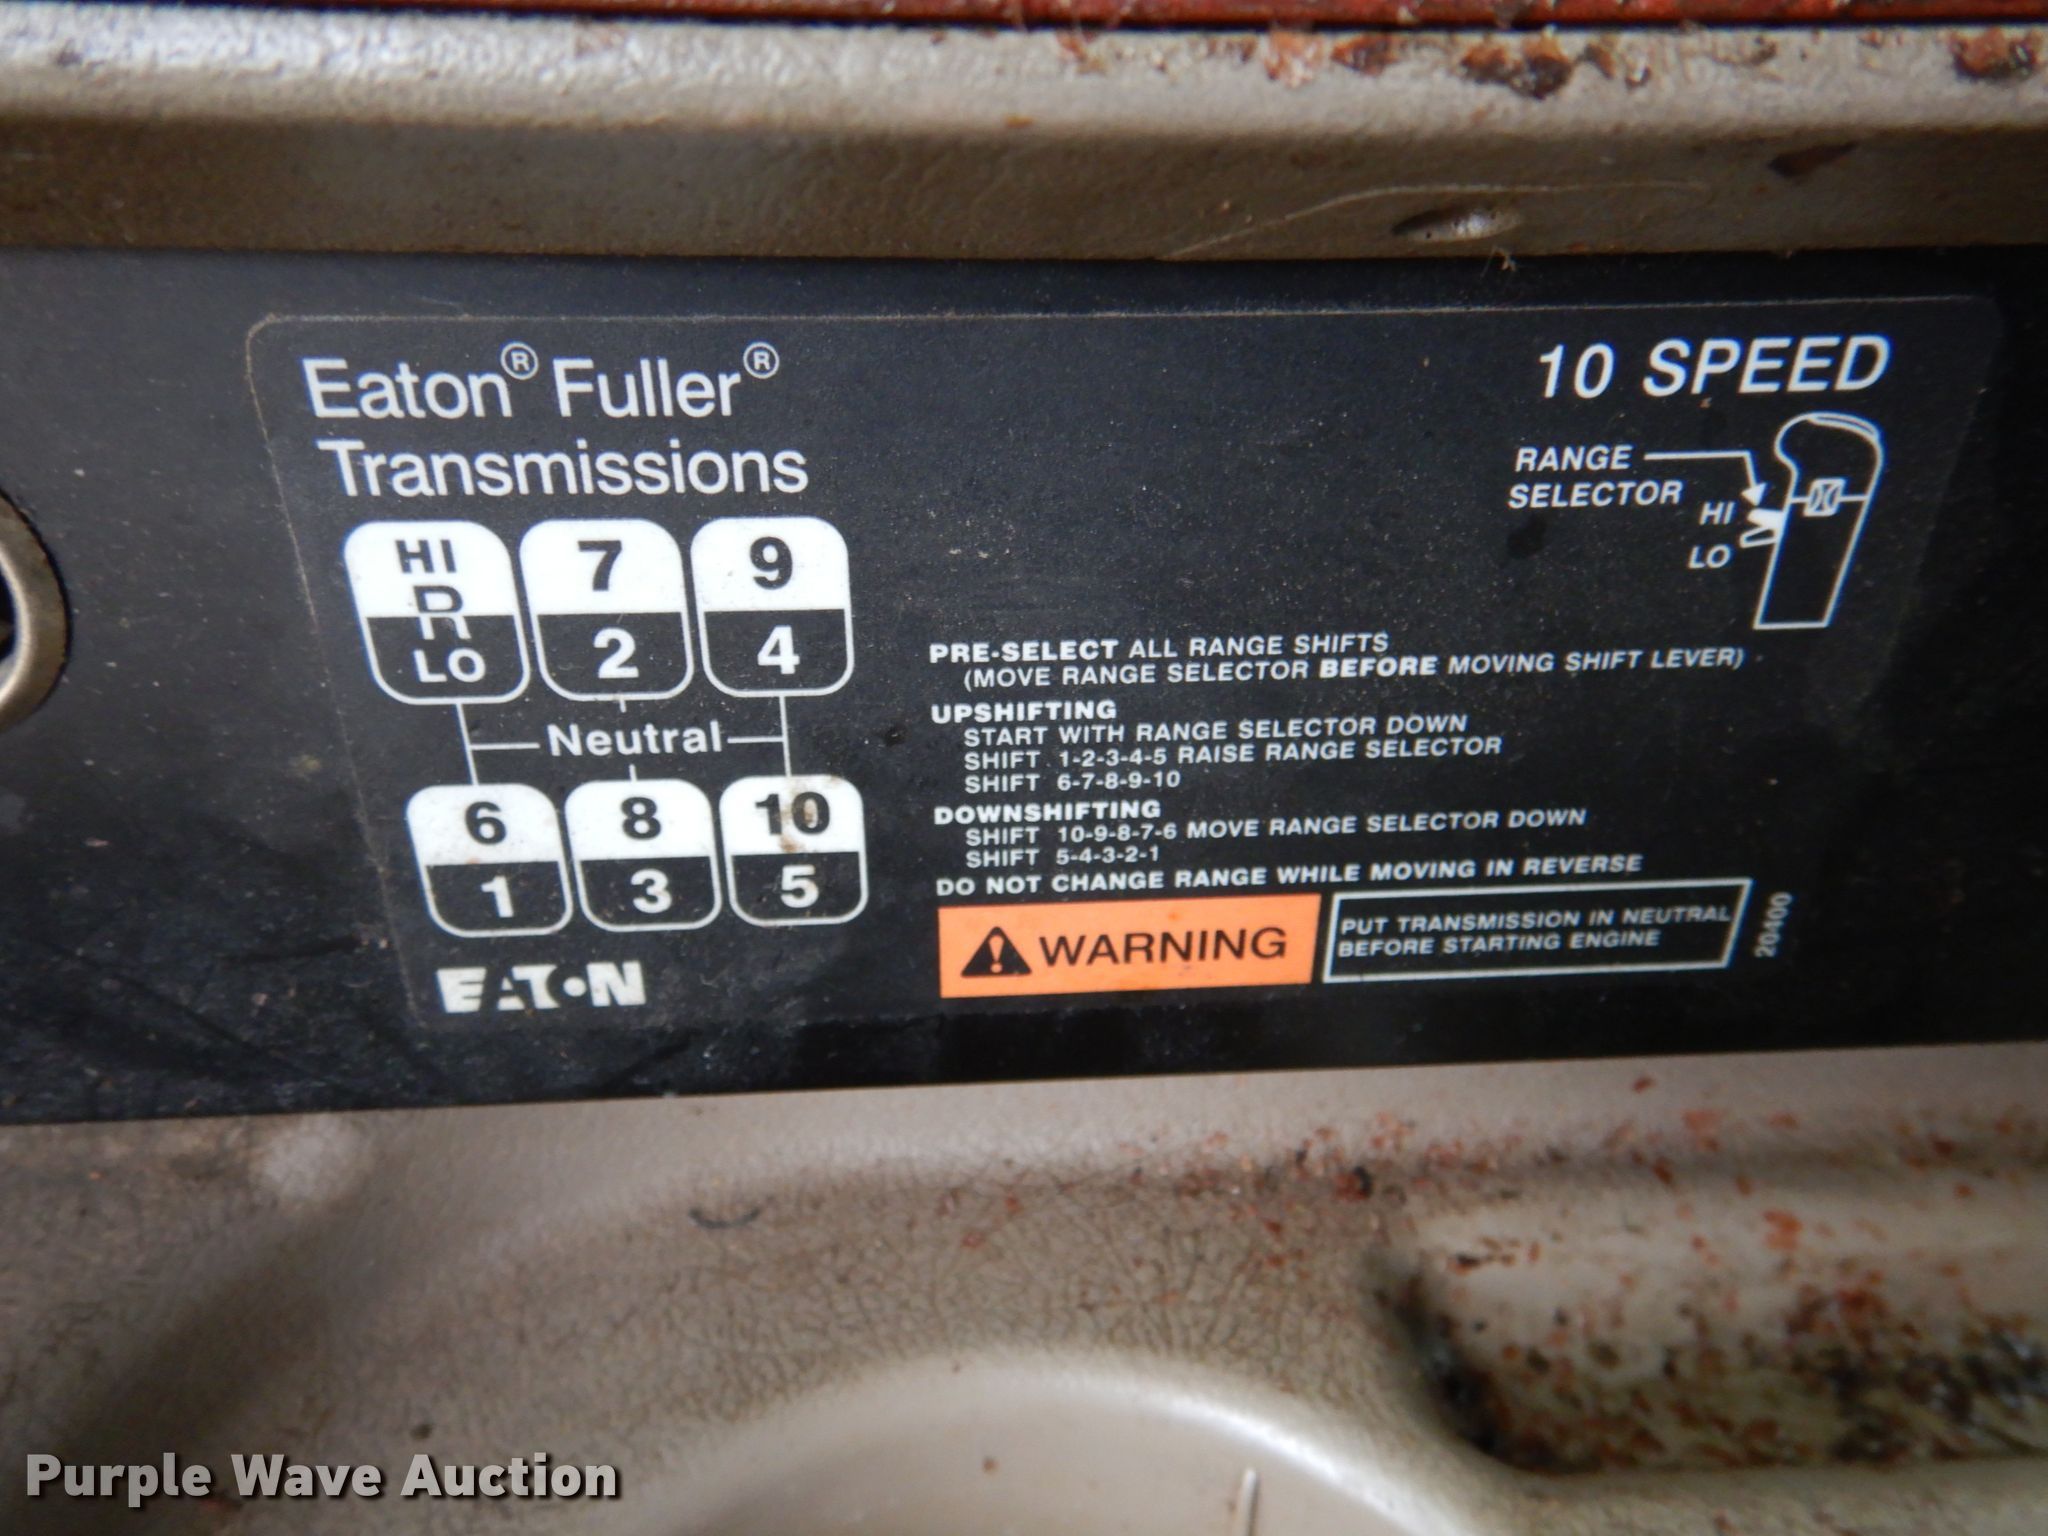 Eaton® Fuller®
Transmissions
HI 7 9
R
LO 2 4
Neutral
6 8 10
1 3 5
EATON
10 SPEED
RANGE
SELECTOR
HI
LO
PRE-SELECT ALL RANGE SHIFTS
(MOVE RANGE SELECTOR BEFORE MOVING SHIFT LEVER)
UPSHIFTING
START WITH RANGE SELECTOR DOWN
SHIFT 1-2-3-4-5 RAISE RANGE SELECTOR
SHIFT 6-7-8-9-10
DOWNSHIFTING
SHIFT 10-9-8-7-6 MOVE RANGE SELECTOR DOWN
SHIFT 5-4-3-2-1
DO NOT CHANGE RANGE WHILE MOVING IN REVERSE
WARNING
PUT TRANSMISSION IN NEUTRAL
BEFORE STARTING ENGINE
20400
Purple Wave Auction